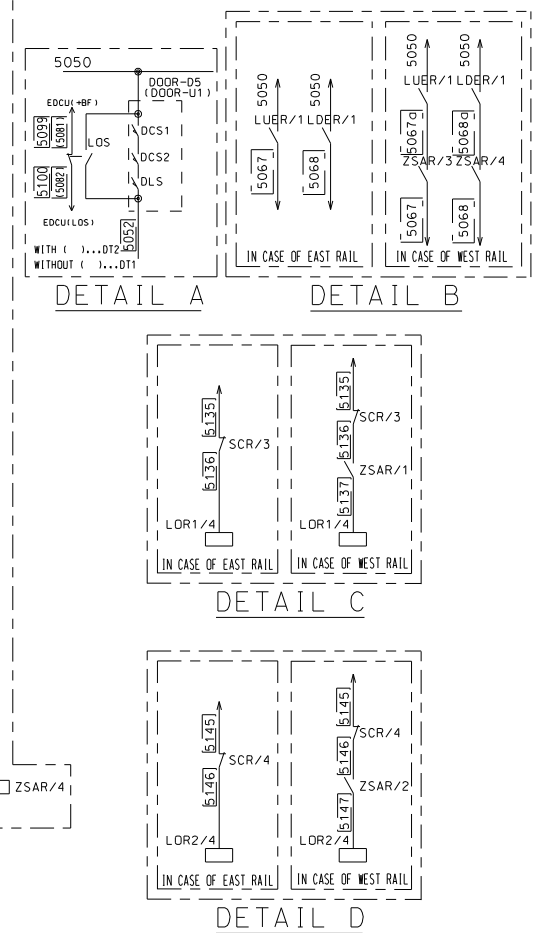 5050
DOOR-D5
(DOOR-U1)
EDCU(+BF)
5099
(5081)
LOS
5100
(5082)
DCS1
DCS2
DLS
EDCU(LOS)
5052
WITH ( )...DT2
WITHOUT ( )...DT1
DETAIL A
5050
5050
LUER/1
LDER/1
5067
5068
IN CASE OF EAST RAIL
5050
5050
LUER/1
LDER/1
5067a
5068a
ZSAR/3
ZSAR/4
5067
5068
IN CASE OF WEST RAIL
DETAIL B
5135
SCR/3
5136
LOR1/4
IN CASE OF EAST RAIL
5135
SCR/3
5136
ZSAR/1
5137
LOR1/4
IN CASE OF WEST RAIL
DETAIL C
5145
SCR/4
5146
LOR2/4
IN CASE OF EAST RAIL
5145
SCR/4
5146
ZSAR/2
5147
LOR2/4
IN CASE OF WEST RAIL
DETAIL D
ZSAR/4